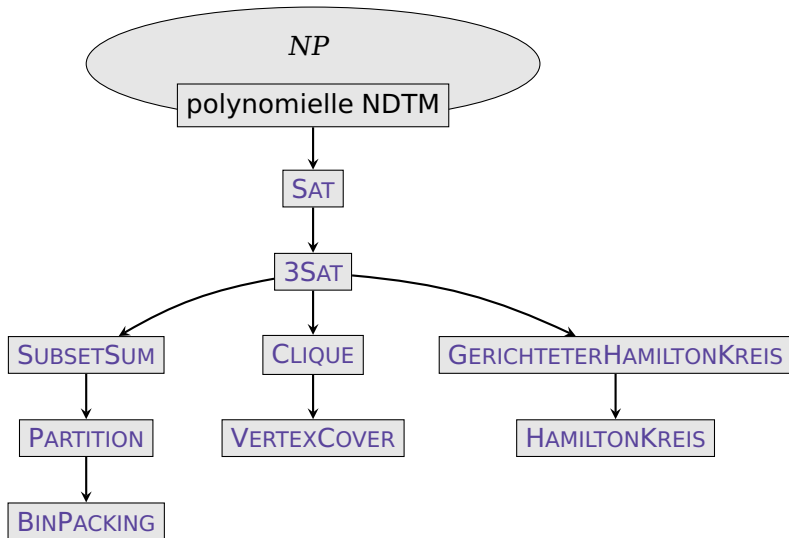 NP
polynomielle NDTM
SAT
3SAT
SUBSETSUM
CLIQUE
GERICHTETERHAMILTONKREIS
PARTITION
VERTEXCOVER
HAMILTONKREIS
BINPACKING